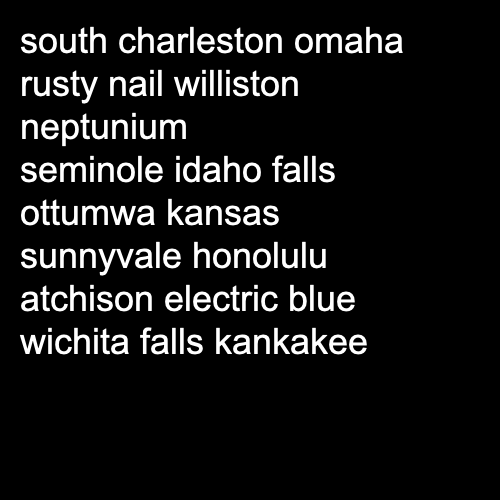 south charleston omaha
rusty nail williston
neptunium
seminole idaho falls
ottumwa kansas
sunnyvale honolulu
atchison electric blue
wichita falls kankakee